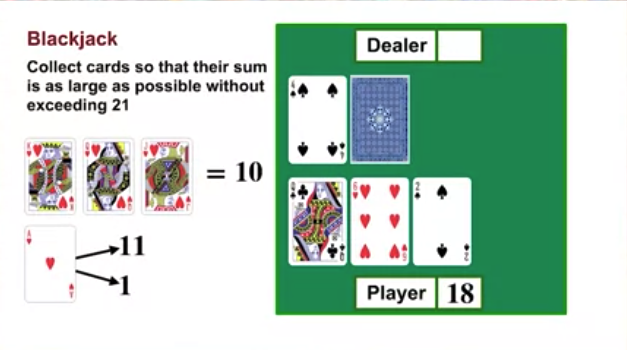 Blackjack
Collect cards so that their sum
is as large as possible without
exceeding 21
= 10
11
1
Dealer
Player 18